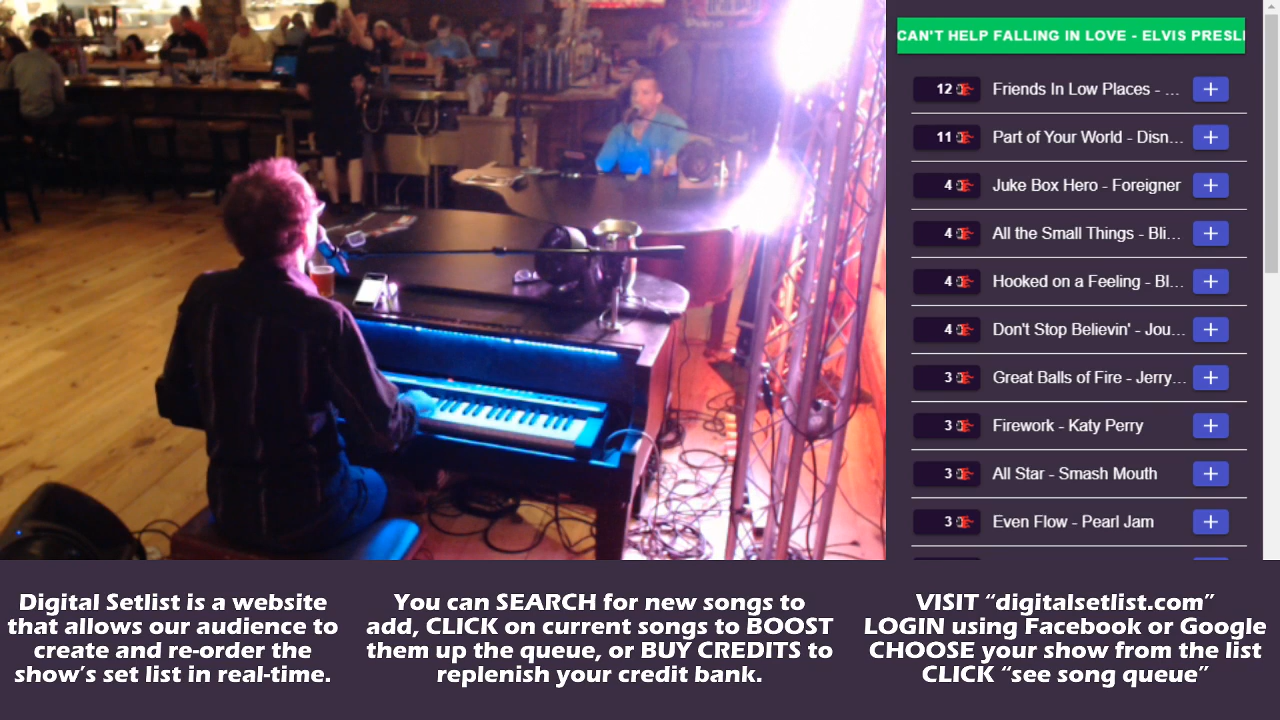 CAN'T HELP FALLING IN LOVE - ELVIS PRESL
12 Friends In Low Places - ...
11 Part of Your World - Disn...
4 Juke Box Hero - Foreigner
4 All the Small Things - Bli...
4 Hooked on a Feeling - Bl...
4 Don't Stop Believin' - Jou...
3 Great Balls of Fire - Jerry...
3 Firework - Katy Perry
3 All Star - Smash Mouth
3 Even Flow - Pearl Jam
Digital Setlist is a website
that allows our audience to
create and re-order the
show's set list in real-time.
You can SEARCH for new songs to
add, CLICK on current songs to BOOST
them up the queue, or BUY CREDITS to
replenish your credit bank.
VISIT “digitalsetlist.com”
LOGIN using Facebook or Google
CHOOSE your show from the list
CLICK “see song queue”